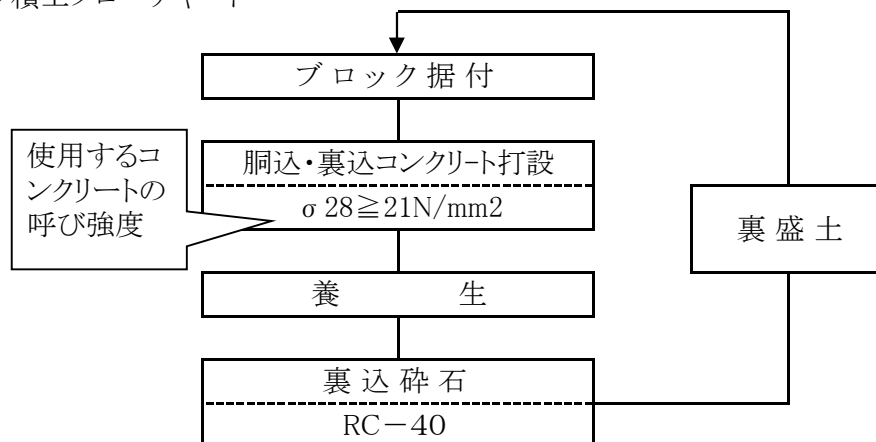 ブロック据付
使用するコ
ンクリートの
呼び強度
胴込・裏込コンクリート打設
σ28≧21N/mm2
裏盛土
養　　　生
裏込砕石
RC－40